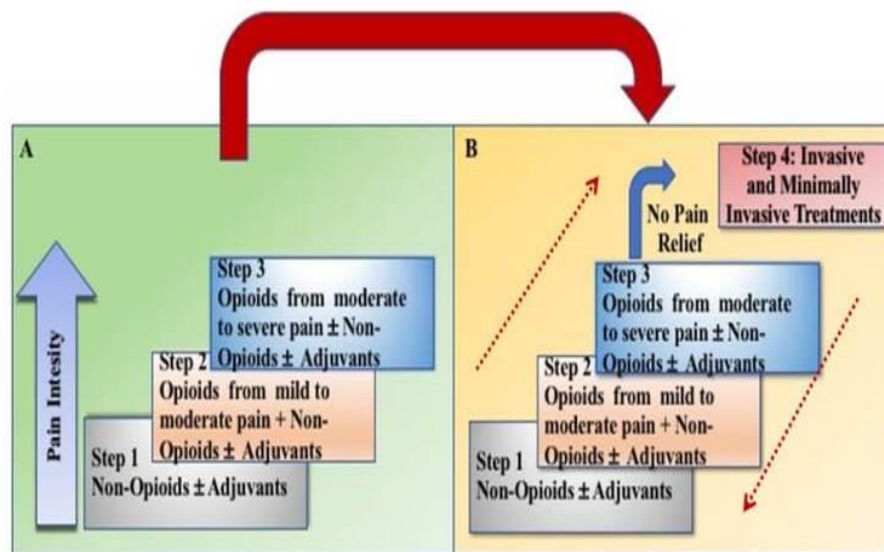 A
Pain Intesity
Step 3
Opioids from moderate
to severe pain ± Non-
Opioids ± Adjuvants
Step 2
Opioids from mild to
moderate pain + Non-
Opioids ± Adjuvants
Step 1
Non-Opioids ± Adjuvants
B
Step 4: Invasive
and Minimally
Invasive Treatments
No Pain
Relief
Step 3
Opioids from moderate
to severe pain ± Non-
Opioids ± Adjuvants
Step 2
Opioids from mild to
moderate pain + Non-
Opioids ± Adjuvants
Step 1
Non-Opioids ± Adjuvants